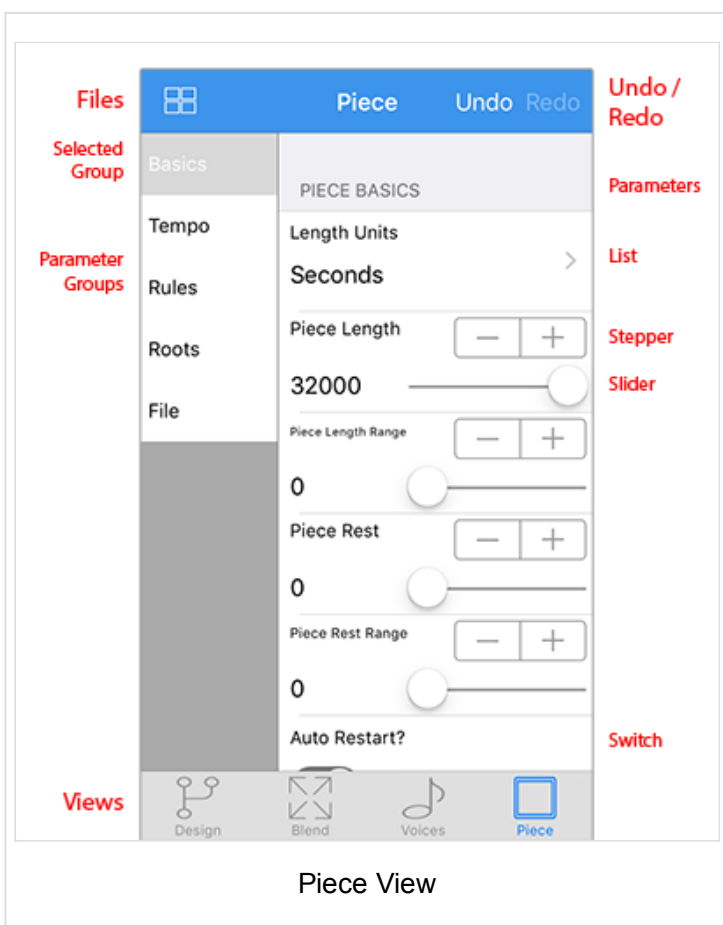 Files
Piece
Undo Redo
Undo /
Redo
Selected
Group
Basics
PIECE BASICS
Parameters
Tempo
Length Units
Seconds
List
Parameter
Groups
Rules
Roots
File
Piece Length
Stepper
32000
Slider
Piece Length Range
0
Piece Rest
0
Piece Rest Range
0
Auto Restart?
Switch
Views
Design
Blend
Voices
Piece
Piece View